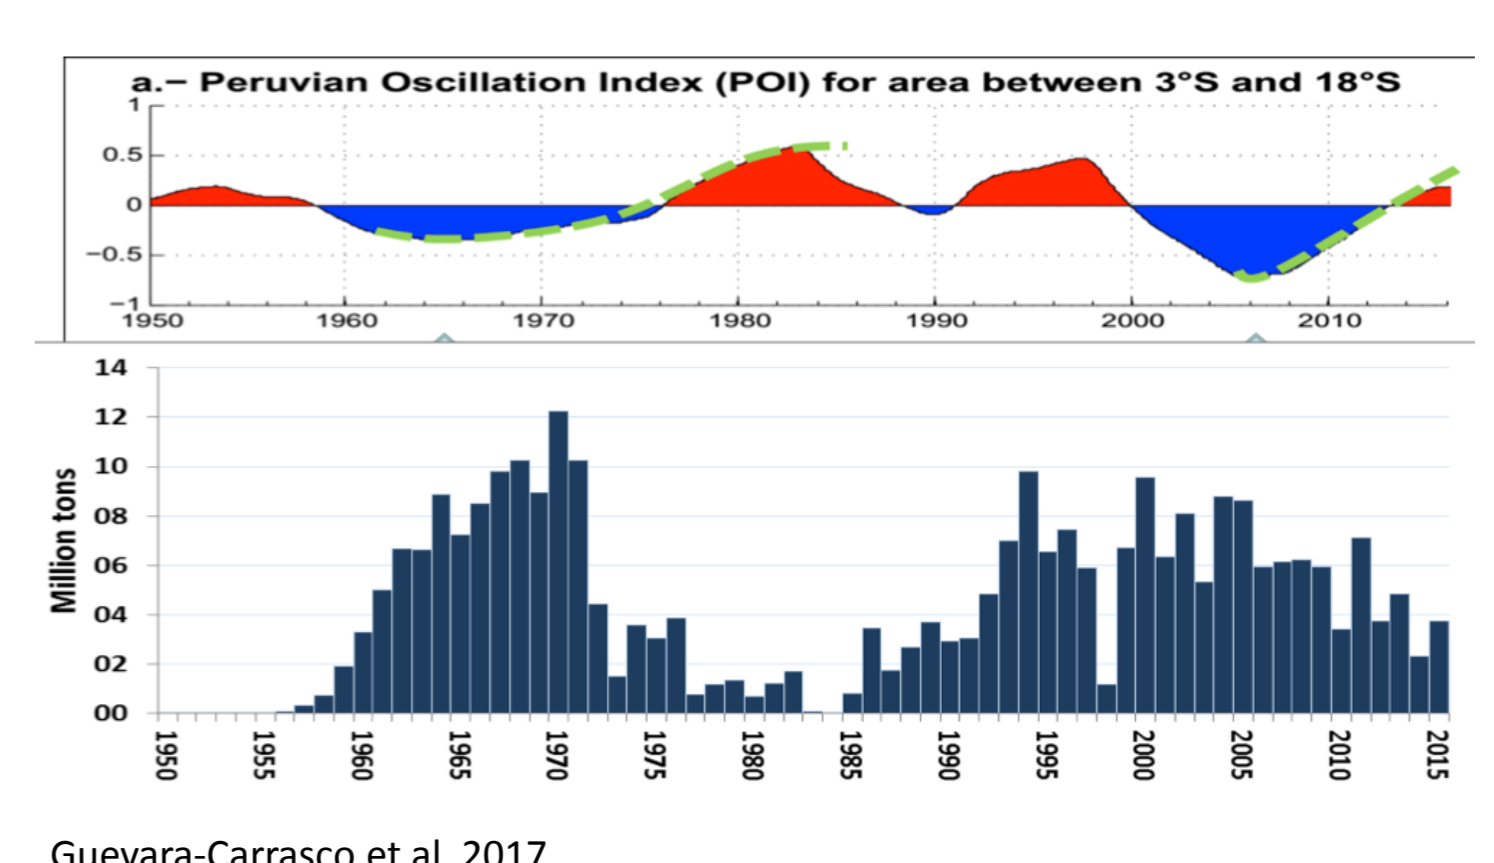 a.− Peruvian Oscillation Index (POI) for area between 3°S and 18°S
1
0.5
0
−0.5
−1
1950 1960 1970 1980 1990 2000 2010
14
12
10
08
06
04
02
00
Million tons
1950 1955 1960 1965 1970 1975 1980 1985 1990 1995 2000 2005 2010 2015
Guevara-Carrasco et al. 2017